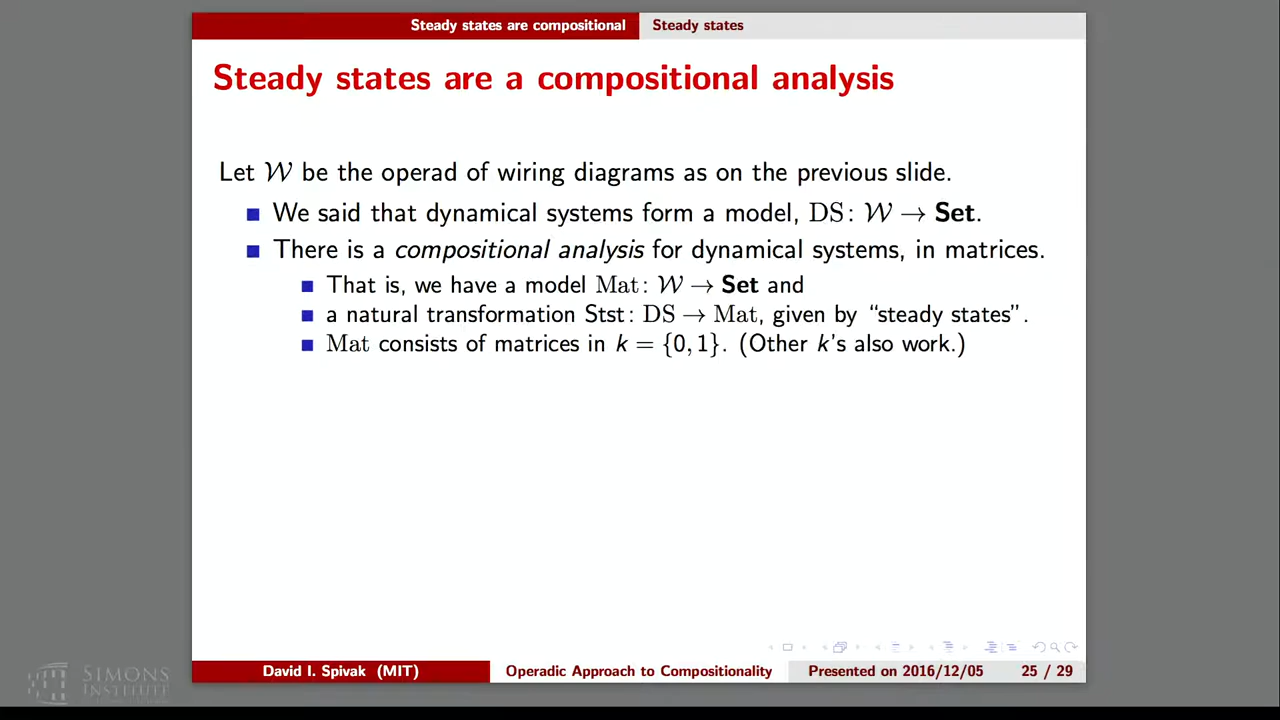 Steady states are compositional Steady states
Steady states are a compositional analysis
Let 𝒲 be the operad of wiring diagrams as on the previous slide.
We said that dynamical systems form a model, DS: 𝒲 → Set.
There is a compositional analysis for dynamical systems, in matrices.
That is, we have a model Mat: 𝒲 → Set and
a natural transformation Stst: DS → Mat, given by “steady states”.
Mat consists of matrices in k = {0, 1}. (Other k's also work.)
David I. Spivak (MIT) Operadic Approach to Compositionality Presented on 2016/12/05 25 / 29
SIMONS
INSTITUTE